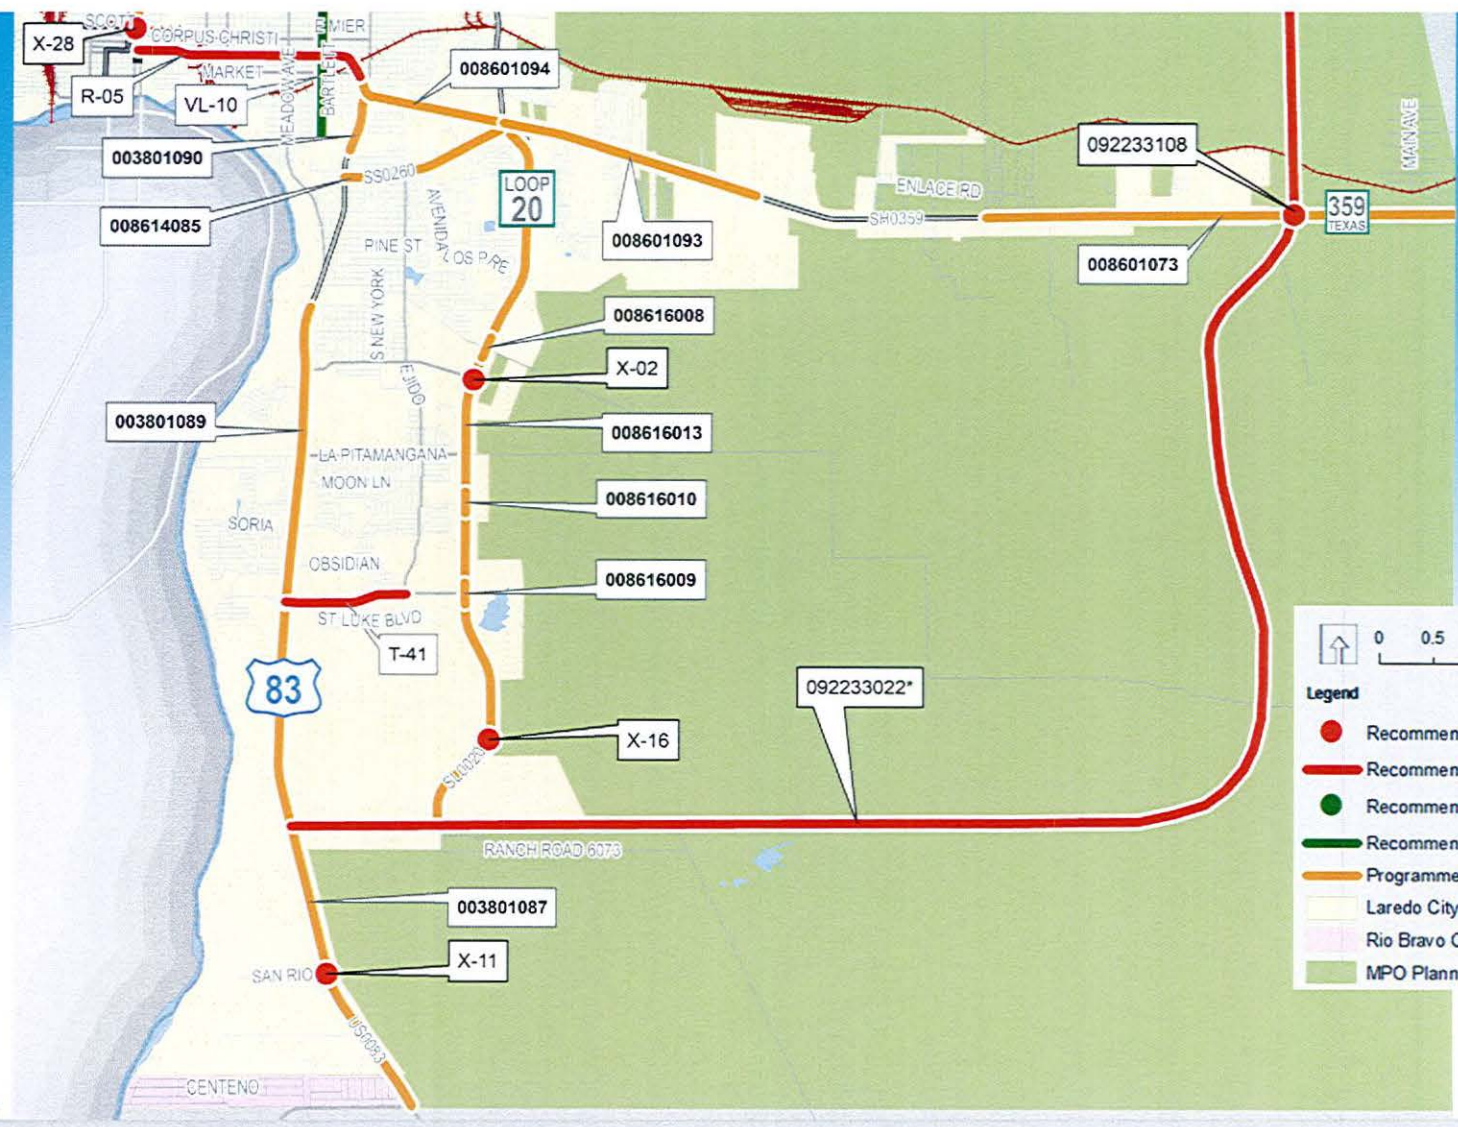 SCOTT
X-28
CORPUS CHRISTI
MIER
MARKET
R-05
VL-10
MEADOW AVE
BARTLETT
008601094
003801090
SS0260
LOOP
20
008614085
AVENIDA LOS PRE
PINE ST
S NEW YORK
008601093
ENLACE RD
SH0359
092233108
MAIN AVE
359
TEXAS
008601073
008616008
X-02
EJIDO
003801089
008616013
LA PITAMANGANA
MOON LN
008616010
SORIA
OBSIDIAN
008616009
ST LUKE BLVD
T-41
83
092233022*
X-16
SL0020
RANCH ROAD 6073
003801087
X-11
SAN RIO
US0083
CENTENO
0 0.5
Legend
Recommen
Recommen
Recommen
Recommen
Programme
Laredo City
Rio Bravo C
MPO Plann